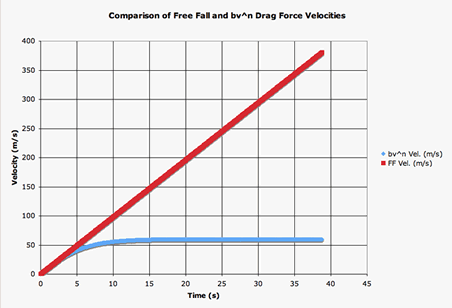 Comparison of Free Fall and bv^n Drag Force Velocities
400
350
300
250
200
150
100
50
0
Velocity (m/s)
0 5 10 15 20 25 30 35 40 45
Time (s)
bv^n Vel. (m/s)
FF Vel. (m/s)